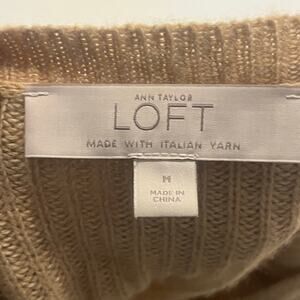 ANN TAYLOR
LOFT
MADE WITH ITALIAN YARN
M
MADE IN
CHINA